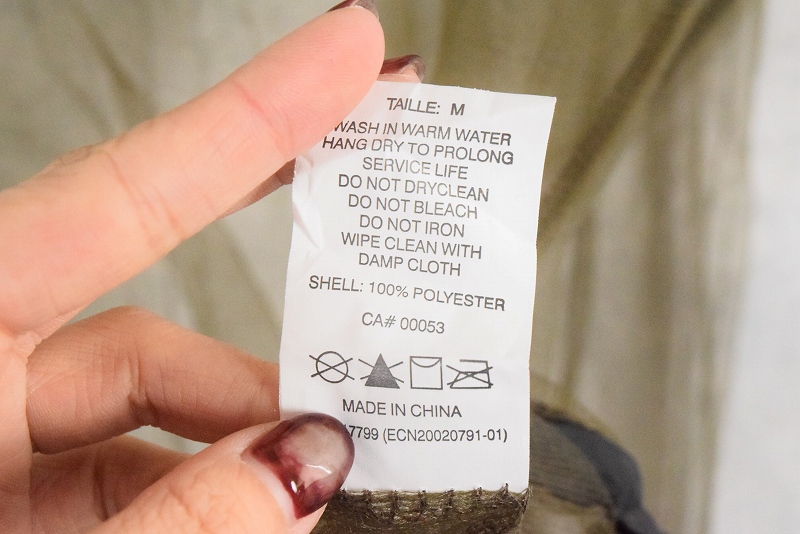 TAILLE: M
WASH IN WARM WATER
HANG DRY TO PROLONG
SERVICE LIFE
DO NOT DRYCLEAN
DO NOT BLEACH
DO NOT IRON
WIPE CLEAN WITH
DAMP CLOTH
SHELL: 100% POLYESTER
CA# 00053
MADE IN CHINA
(ECN20020791-01)